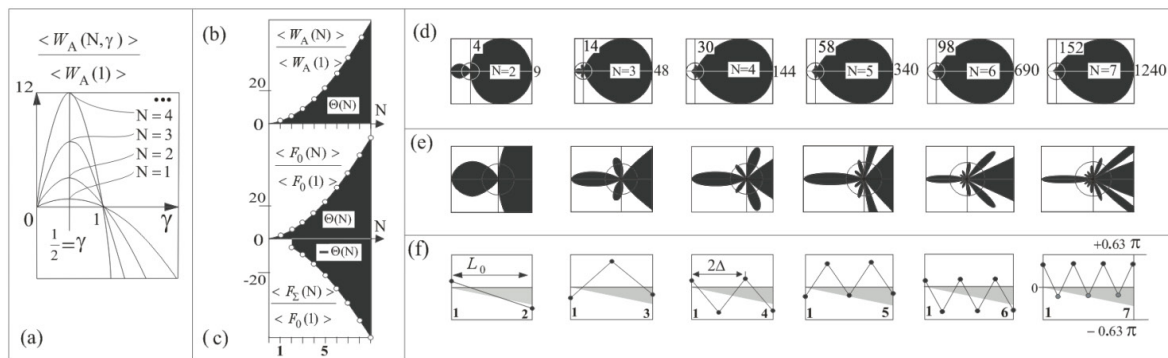 < W_A(N,γ) >
< W_A(1) >
12
•••
N = 4
N = 3
N = 2
N = 1
0
1
γ
1/2 = γ
(a)
(b)
< W_A(N) >
< W_A(1) >
20
Θ(N)
0
N
< F_0(N) >
< F_0(1) >
20
Θ(N)
N
0
− Θ(N)
-20
< F_Σ(N) >
< F_0(1) >
(c)
1
5
(d)
4
N=2
9
14
N=3
48
30
N=4
144
58
N=5
340
98
N=6
690
152
N=7
1240
(e)
(f)
L_0
1
2
1
3
2Δ
1
4
1
5
1
6
+0.63 π
0
1
7
− 0.63 π